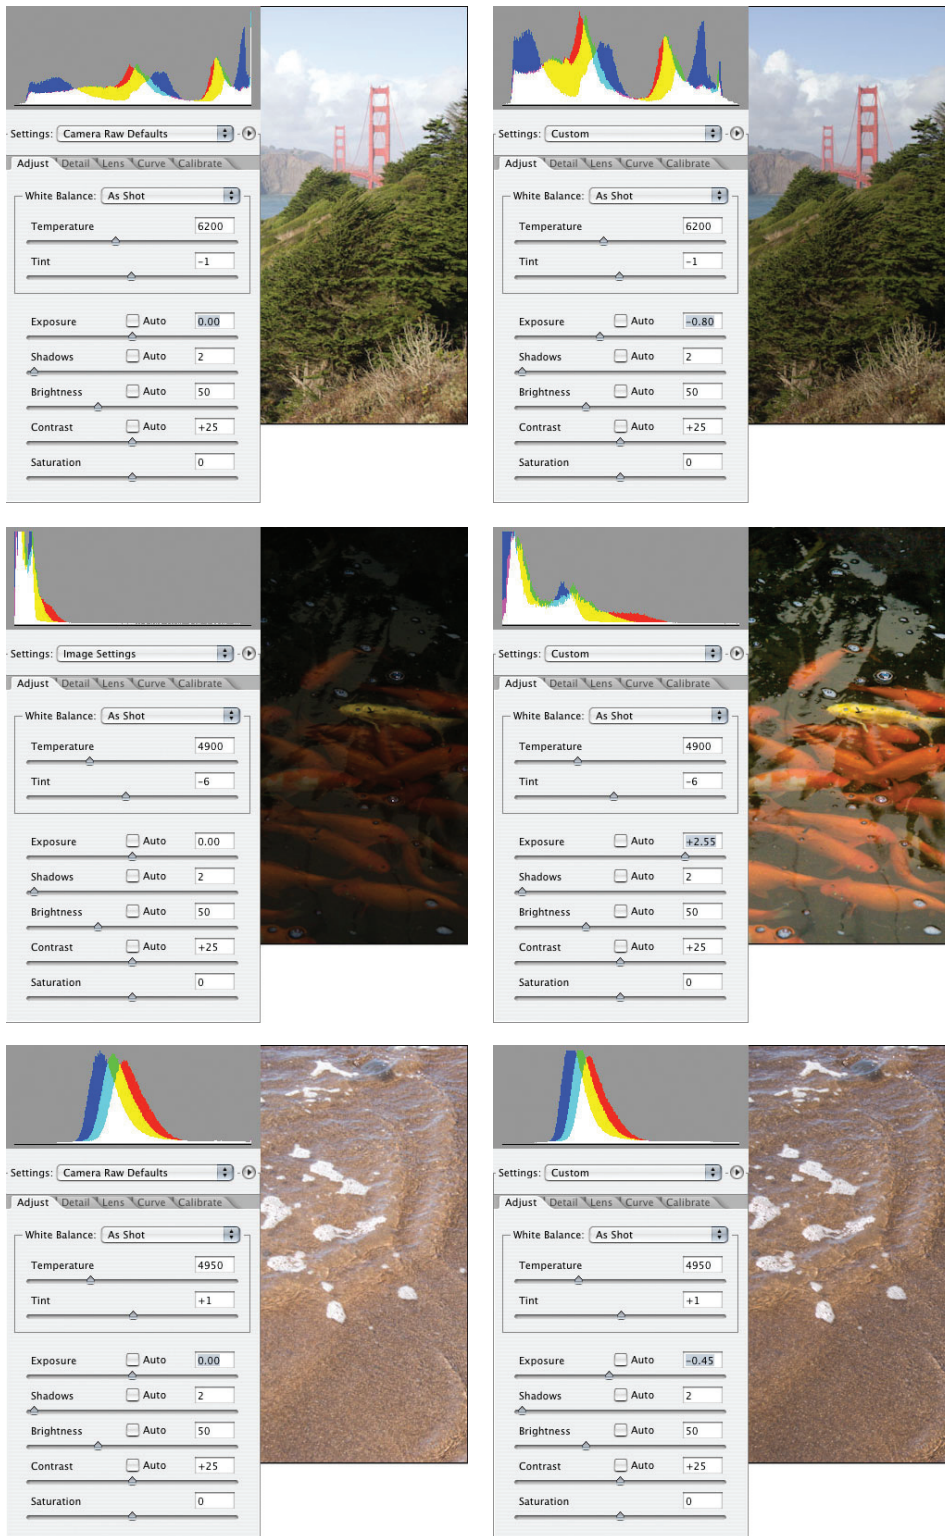 Settings: Camera Raw Defaults
Adjust Detail Lens Curve Calibrate
White Balance: As Shot
Temperature 6200
Tint -1
Exposure Auto 0.00
Shadows Auto 2
Brightness Auto 50
Contrast Auto +25
Saturation 0
Settings: Custom
Adjust Detail Lens Curve Calibrate
White Balance: As Shot
Temperature 6200
Tint -1
Exposure Auto -0.80
Shadows Auto 2
Brightness Auto 50
Contrast Auto +25
Saturation 0
Settings: Image Settings
Adjust Detail Lens Curve Calibrate
White Balance: As Shot
Temperature 4900
Tint -6
Exposure Auto 0.00
Shadows Auto 2
Brightness Auto 50
Contrast Auto +25
Saturation 0
Settings: Custom
Adjust Detail Lens Curve Calibrate
White Balance: As Shot
Temperature 4900
Tint -6
Exposure Auto +2.55
Shadows Auto 2
Brightness Auto 50
Contrast Auto +25
Saturation 0
Settings: Camera Raw Defaults
Adjust Detail Lens Curve Calibrate
White Balance: As Shot
Temperature 4950
Tint +1
Exposure Auto 0.00
Shadows Auto 2
Brightness Auto 50
Contrast Auto +25
Saturation 0
Settings: Custom
Adjust Detail Lens Curve Calibrate
White Balance: As Shot
Temperature 4950
Tint +1
Exposure Auto -0.45
Shadows Auto 2
Brightness Auto 50
Contrast Auto +25
Saturation 0